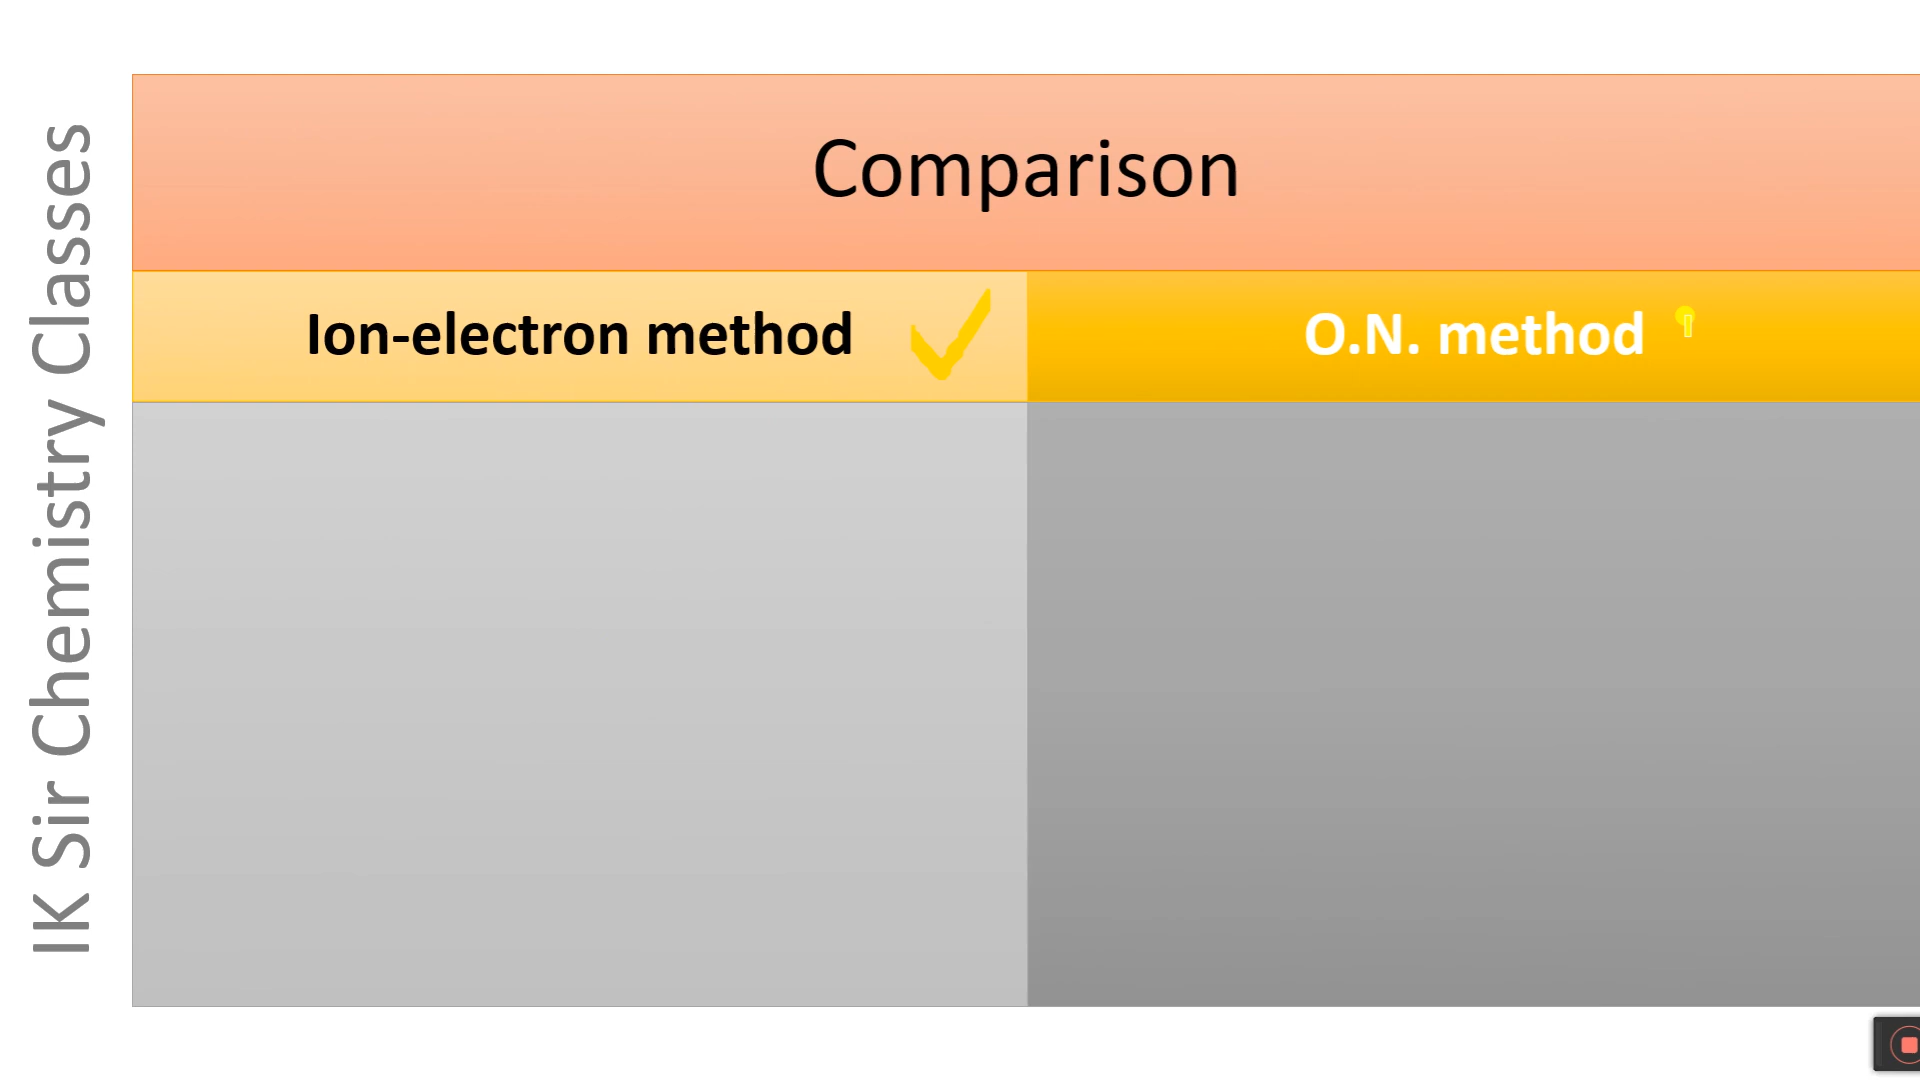 IK Sir Chemistry Classes
Comparison
Ion-electron method
O.N. method